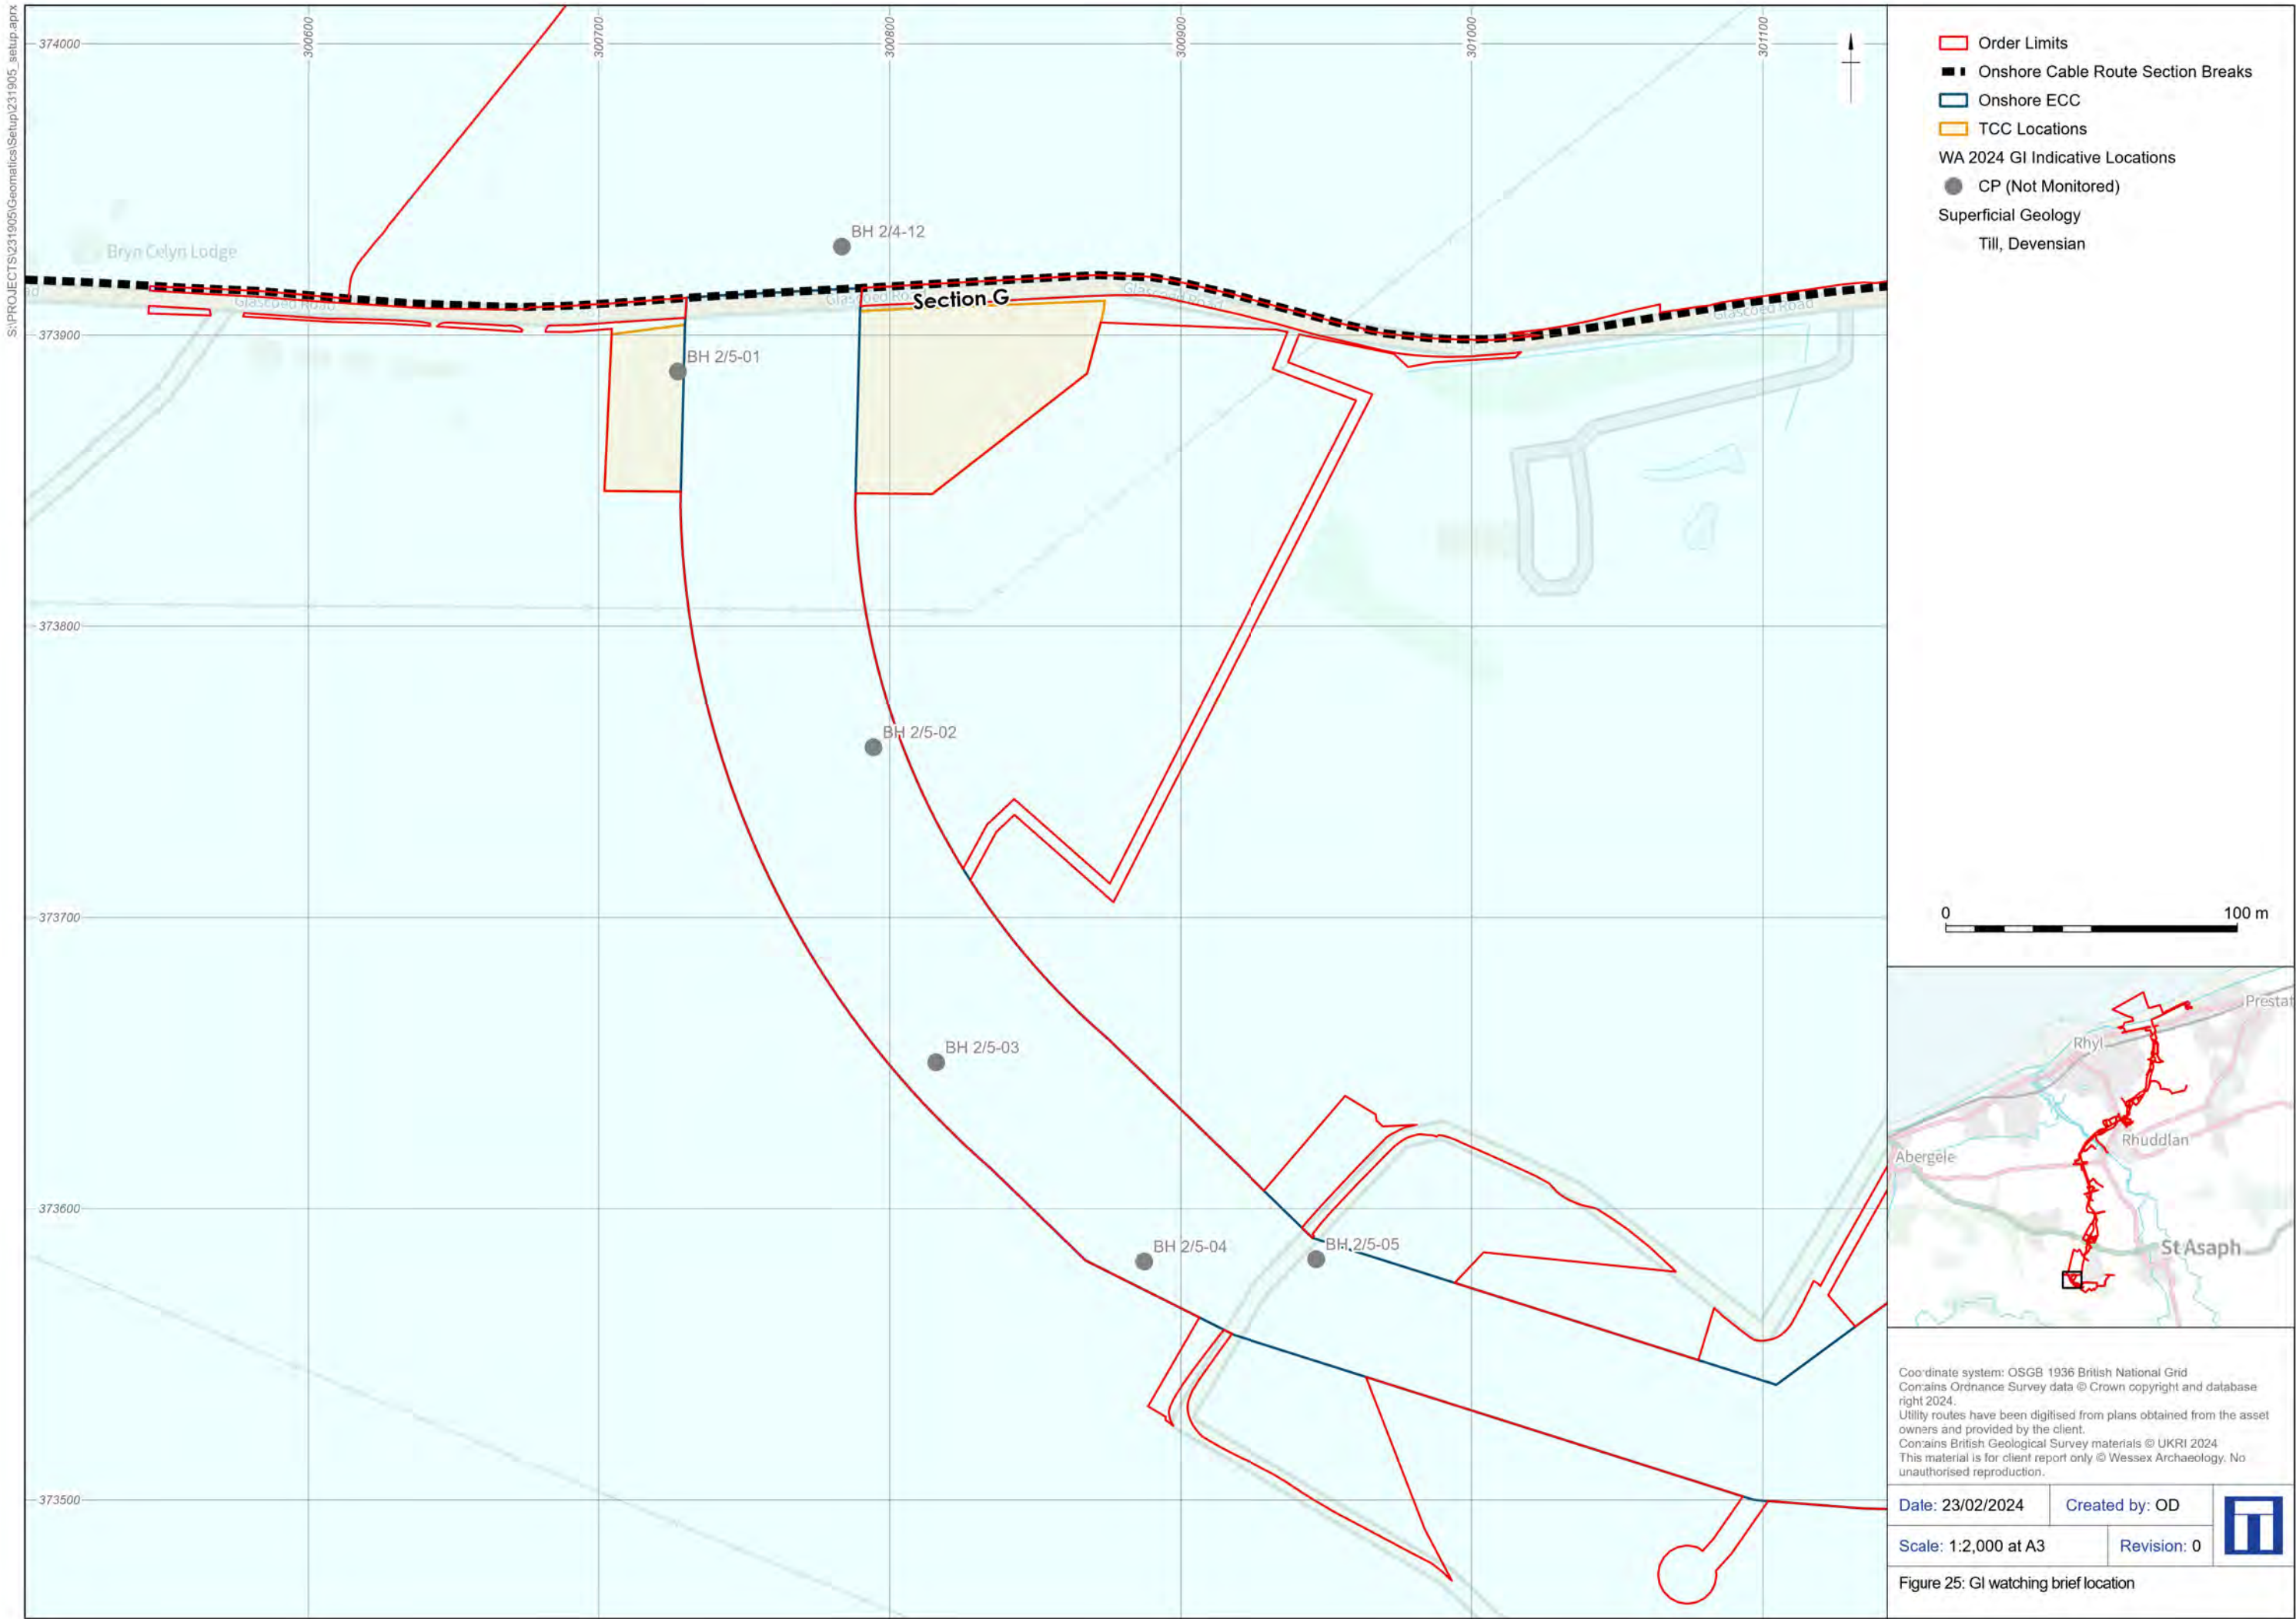 S:\PROJECTS\231905\Geomatics\Setup\231905_setup.aprx
300600
300700
300800
300900
301000
301100
374000
373900
373800
373700
373600
373500
Bryn Celyn Lodge
Glascoed Road
Glascoed Road
Glascoed Road
Section G
BH 2/4-12
BH 2/5-01
BH 2/5-02
BH 2/5-03
BH 2/5-04
BH 2/5-05
Order Limits
Onshore Cable Route Section Breaks
Onshore ECC
TCC Locations
WA 2024 GI Indicative Locations
CP (Not Monitored)
Superficial Geology
Till, Devensian
0 100 m
Prestat
Rhyl
Rhuddlan
Abergele
St Asaph
Coordinate system: OSGB 1936 British National Grid
Contains Ordnance Survey data © Crown copyright and database
right 2024.
Utility routes have been digitised from plans obtained from the asset
owners and provided by the client.
Contains British Geological Survey materials © UKRI 2024
This material is for client report only © Wessex Archaeology. No
unauthorised reproduction.
Date: 23/02/2024 Created by: OD
Scale: 1:2,000 at A3 Revision: 0
Figure 25: GI watching brief location